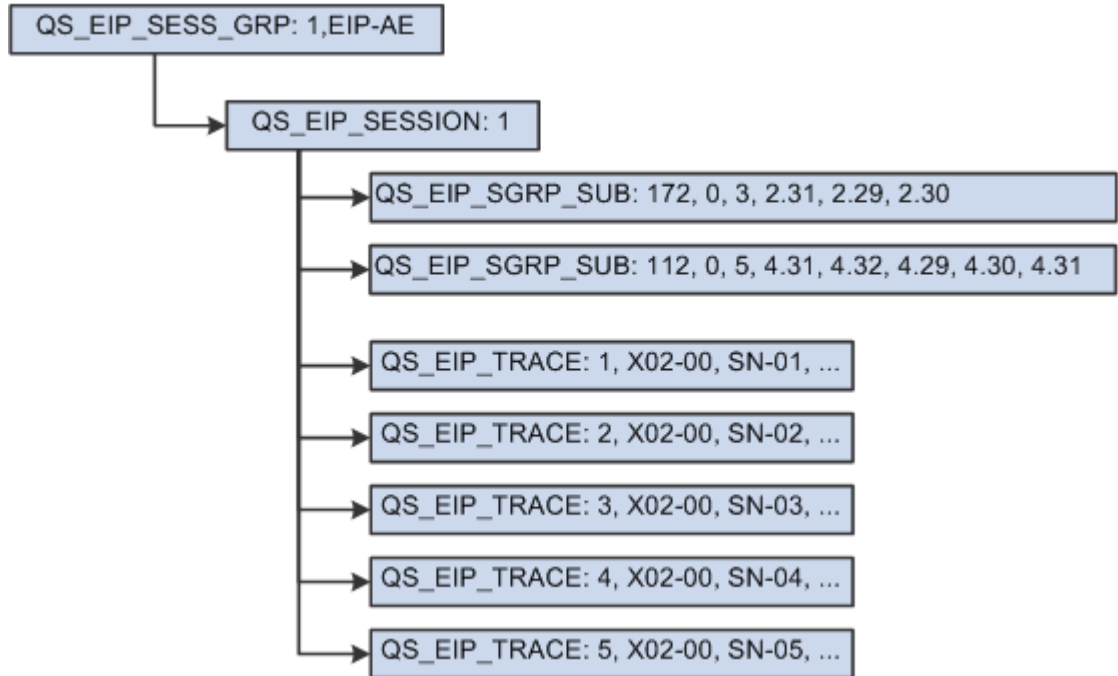 QS_EIP_SESS_GRP: 1,EIP-AE
QS_EIP_SESSION: 1
QS_EIP_SGRP_SUB: 172, 0, 3, 2.31, 2.29, 2.30
QS_EIP_SGRP_SUB: 112, 0, 5, 4.31, 4.32, 4.29, 4.30, 4.31
QS_EIP_TRACE: 1, X02-00, SN-01, ...
QS_EIP_TRACE: 2, X02-00, SN-02, ...
QS_EIP_TRACE: 3, X02-00, SN-03, ...
QS_EIP_TRACE: 4, X02-00, SN-04, ...
QS_EIP_TRACE: 5, X02-00, SN-05, ...